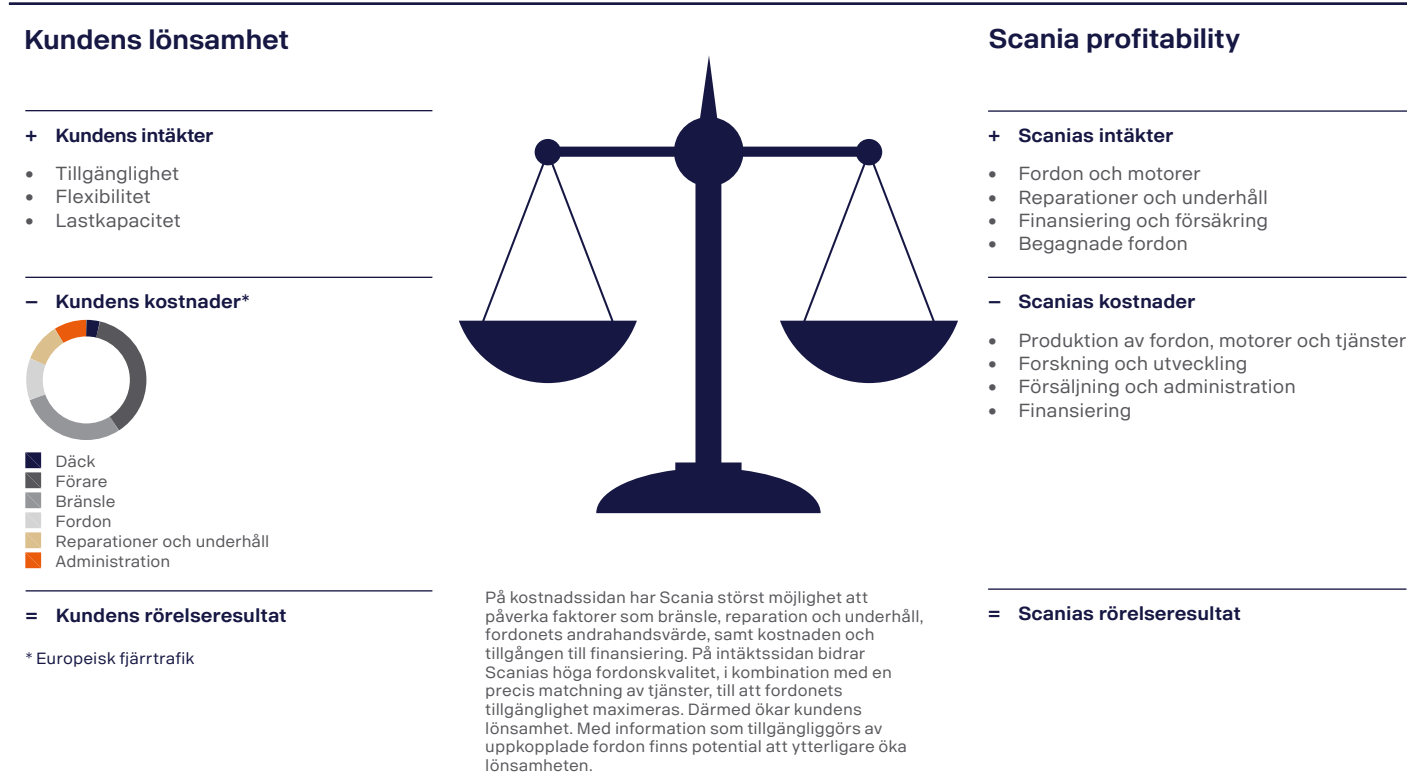 Kundens lönsamhet
+ Kundens intäkter
• Tillgänglighet
• Flexibilitet
• Lastkapacitet
– Kundens kostnader*
Däck
Förare
Bränsle
Fordon
Reparationer och underhåll
Administration
= Kundens rörelseresultat
* Europeisk fjärrtrafik
På kostnadssidan har Scania störst möjlighet att
påverka faktorer som bränsle, reparation och underhåll,
fordonets andrahandsvärde, samt kostnaden och
tillgången till finansiering. På intäktssidan bidrar
Scanias höga fordonskvalitet, i kombination med en
precis matchning av tjänster, till att fordonets
tillgänglighet maximeras. Därmed ökar kundens
lönsamhet. Med information som tillgängliggörs av
uppkopplade fordon finns potential att ytterligare öka
lönsamheten.
Scania profitability
+ Scanias intäkter
• Fordon och motorer
• Reparationer och underhåll
• Finansiering och försäkring
• Begagnade fordon
– Scanias kostnader
• Produktion av fordon, motorer och tjänster
• Forskning och utveckling
• Försäljning och administration
• Finansiering
= Scanias rörelseresultat